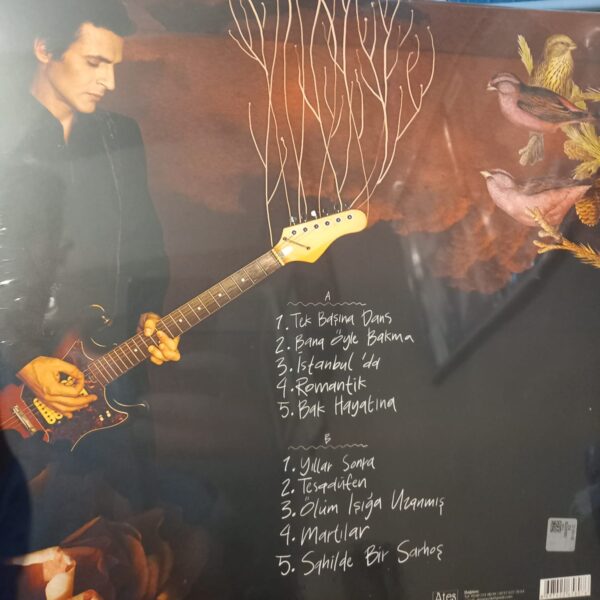 A
1. Tek Başına Dans
2. Bana Öyle Bakma
3. İstanbul'da
4. Romantik
5. Bak Hayatına
B
1. Yıllar Sonra
2. Tesadüfen
3. Ölüm Işığa Uzanmış
4. Martılar
5. Sahilde Bir Sarhoş
Ateş